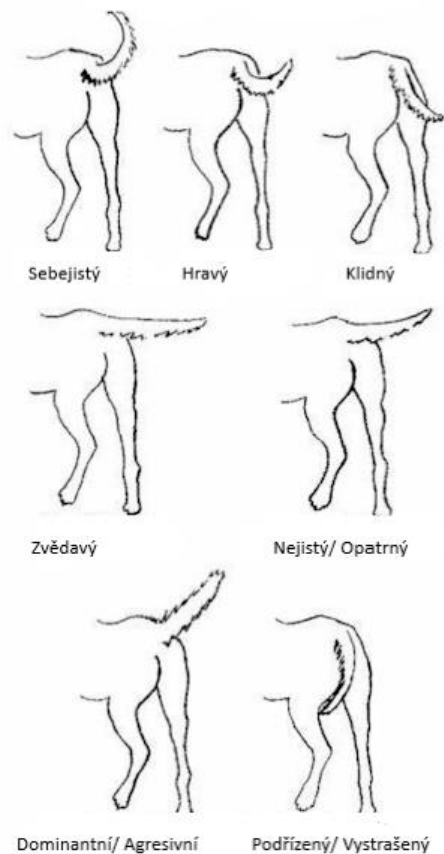 Sebejistý Hravý Klidný
Zvědavý Nejistý/ Opatrný
Dominantní/ Agresivní Podřízený/ Vystrašený